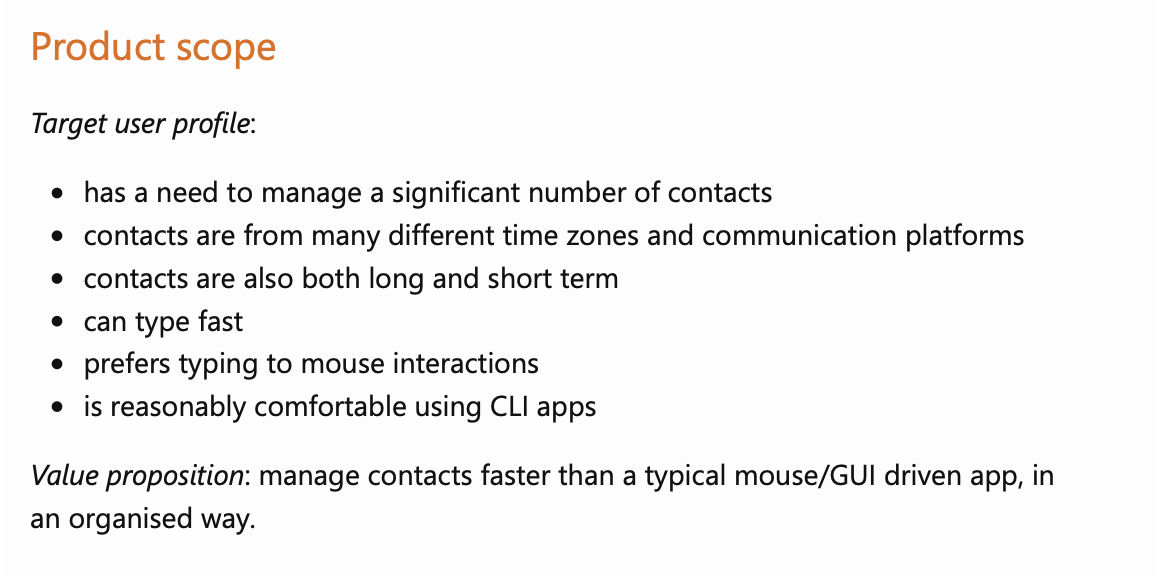 Product scope
Target user profile:
• has a need to manage a significant number of contacts
• contacts are from many different time zones and communication platforms
• contacts are also both long and short term
• can type fast
• prefers typing to mouse interactions
• is reasonably comfortable using CLI apps
Value proposition: manage contacts faster than a typical mouse/GUI driven app, in
an organised way.